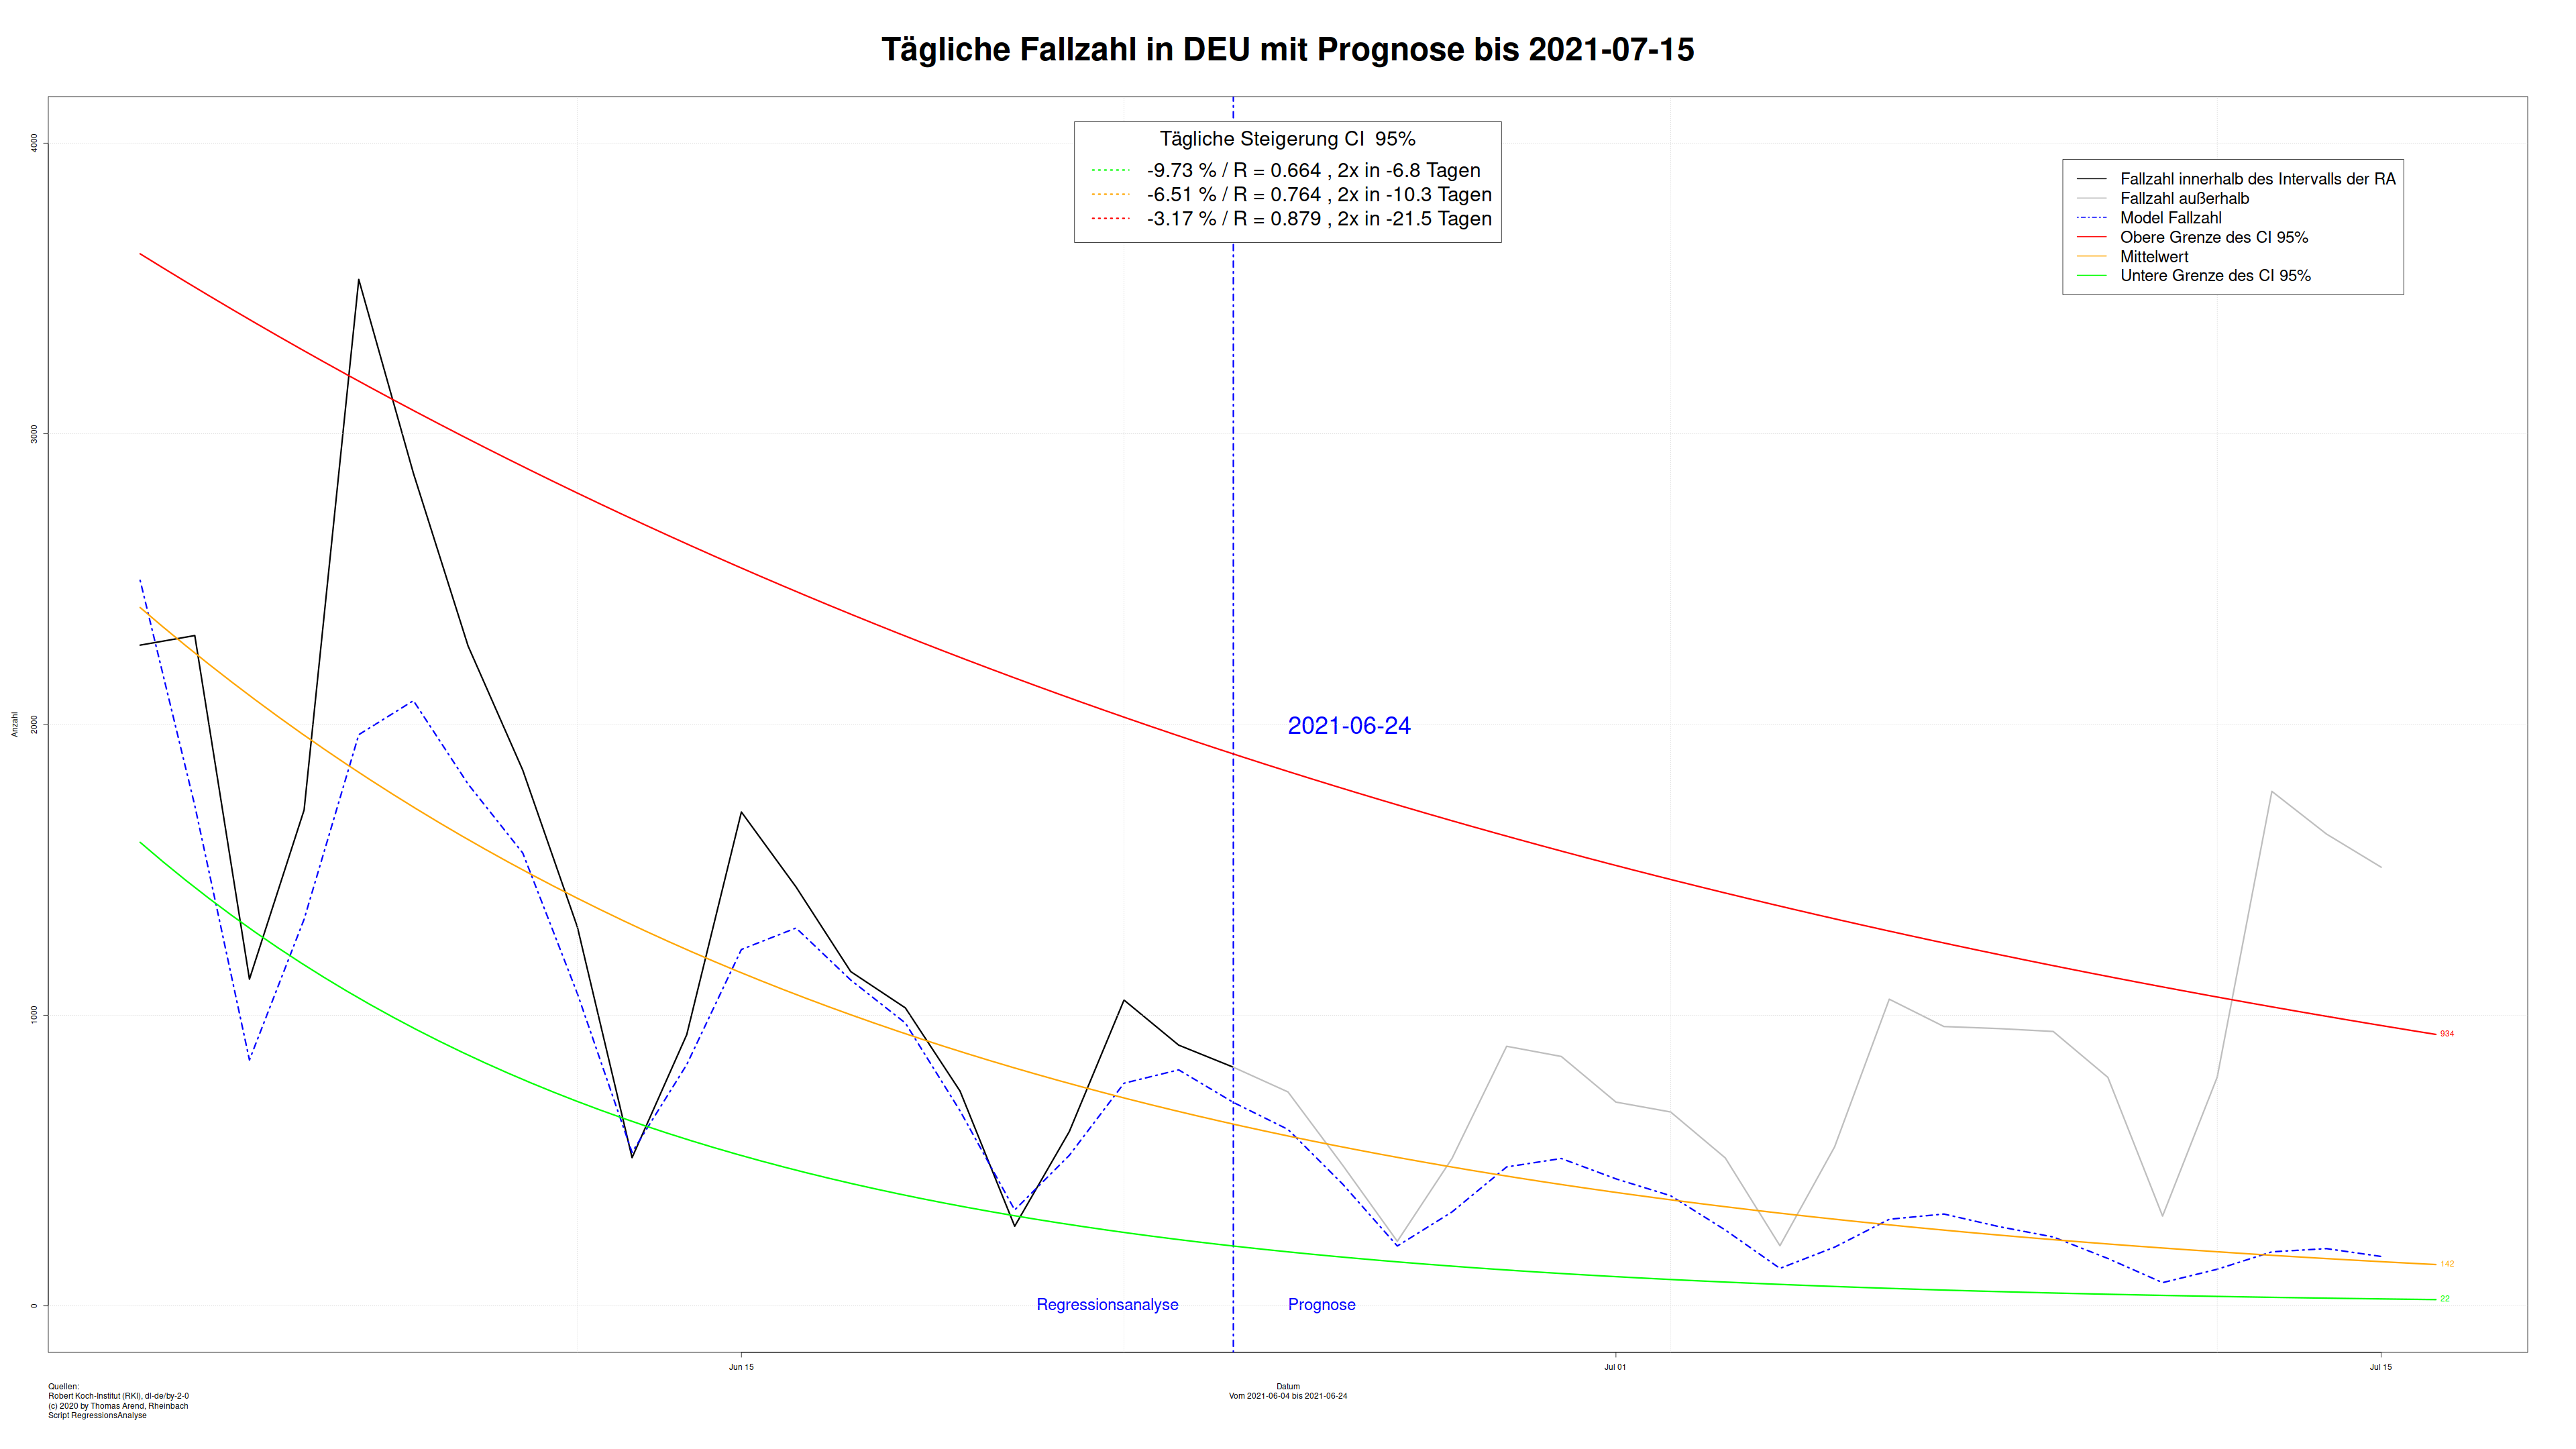 Tägliche Fallzahl in DEU mit Prognose bis 2021-07-15
Tägliche Steigerung CI  95%
-9.73 % / R = 0.664 , 2x in -6.8 Tagen
-6.51 % / R = 0.764 , 2x in -10.3 Tagen
-3.17 % / R = 0.879 , 2x in -21.5 Tagen
Fallzahl innerhalb des Intervalls der RA
Fallzahl außerhalb
Model Fallzahl
Obere Grenze des CI 95%
Mittelwert
Untere Grenze des CI 95%
4000
3000
2000
1000
0
Anzahl
2021-06-24
934
142
22
Regressionsanalyse
Prognose
Jun 15
Jul 01
Jul 15
Datum
Vom 2021-06-04 bis 2021-06-24
Quellen:
Robert Koch-Institut (RKI), dl-de/by-2-0
(c) 2020 by Thomas Arend, Rheinbach
Script RegressionsAnalyse